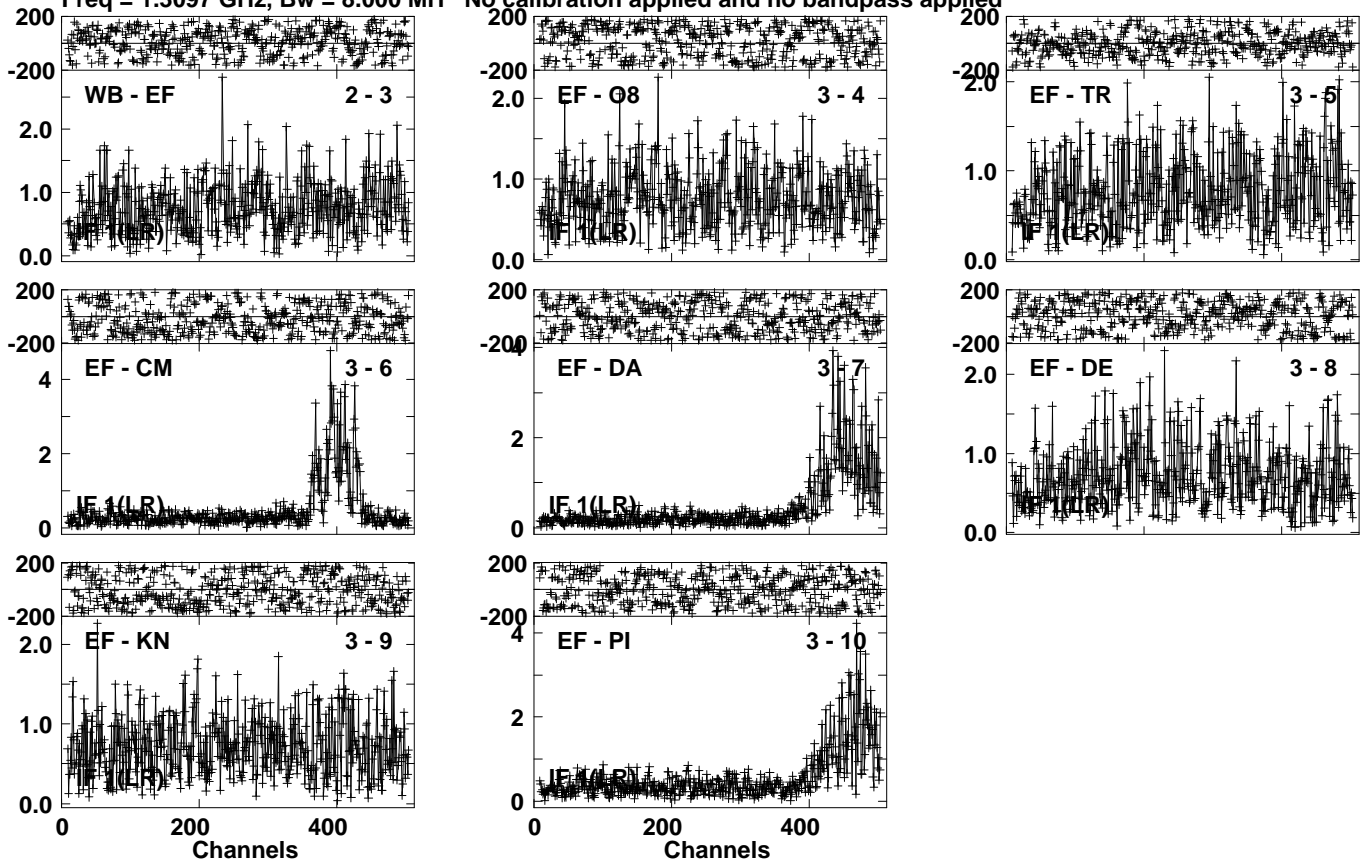 Freq = 1.5097 GHz, Bw = 8.000 MH No calibration applied and no bandpass applied
200
-200
WB - EF 2 - 3
2.0
1.0
0.0
IF 1(LR)
EF - O8 3 - 4
2.0
1.0
0.0
IF 1(LR)
200
-200
EF - TR 3 - 5
2.0
1.0
0.0
IF 1(LR)
200
-200
EF - CM 3 - 6
4
2
0
IF 1(LR)
200
-200
EF - DA 3 - 7
4
2
0
IF 1(LR)
200
-200
EF - DE 3 - 8
2.0
1.0
0.0
IF 1(LR)
200
-200
EF - KN 3 - 9
2.0
1.0
0.0
IF 1(LR)
0 200 400
Channels
200
-200
EF - PI 3 - 10
4
2
0
IF 1(LR)
0 200 400
Channels